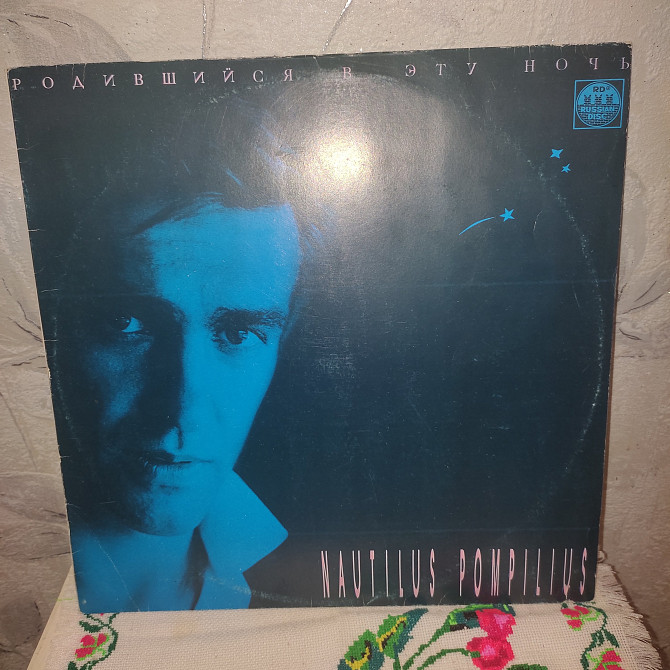 РОДИВШИЙСЯ В ЭТУ НОЧЬ
RD®
RUSSIAN
DISC
NAUTILUS POMPILIUS